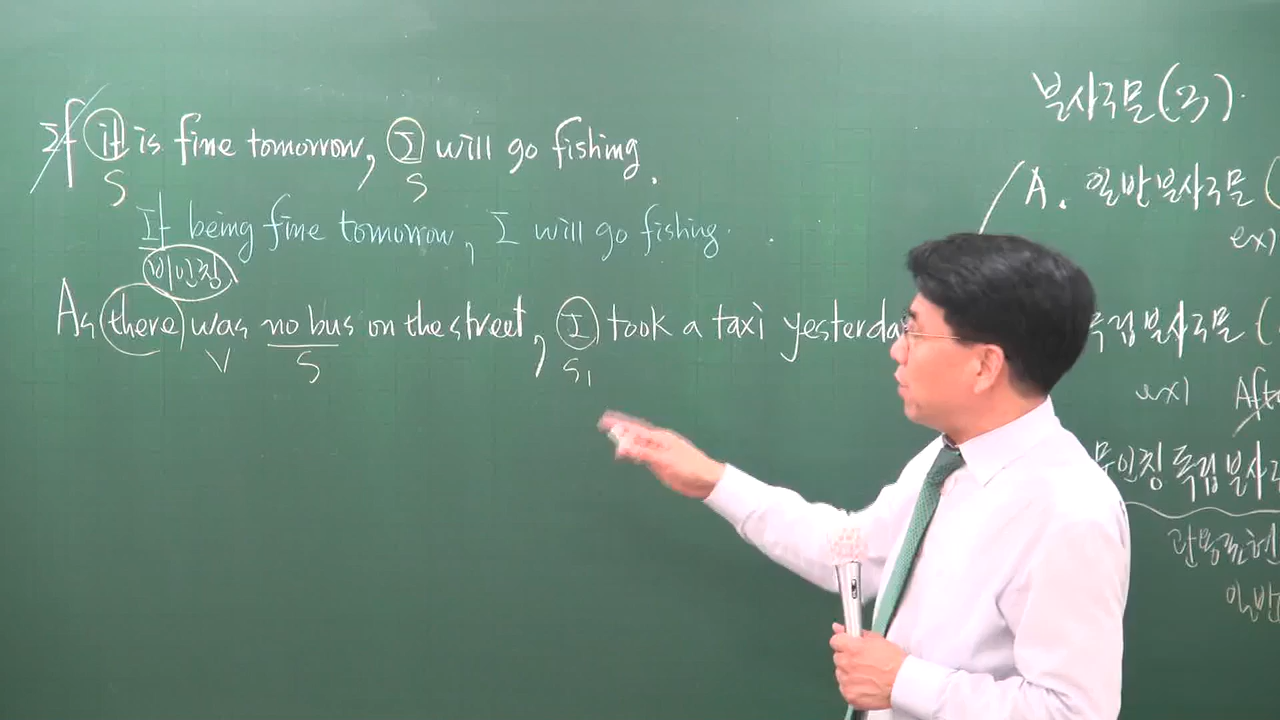 If it is fine tomorrow, I will go fishing.
S S
It being fine tomorrow, I will go fishing.
비인칭
As there was no bus on the street, I took a taxi yesterda
V S S1
분사구문(2)
A. 일반분사구문 (
ex)
독립분사구문 (
ex) Afte
무인칭 독립분사구
관용표현
일반